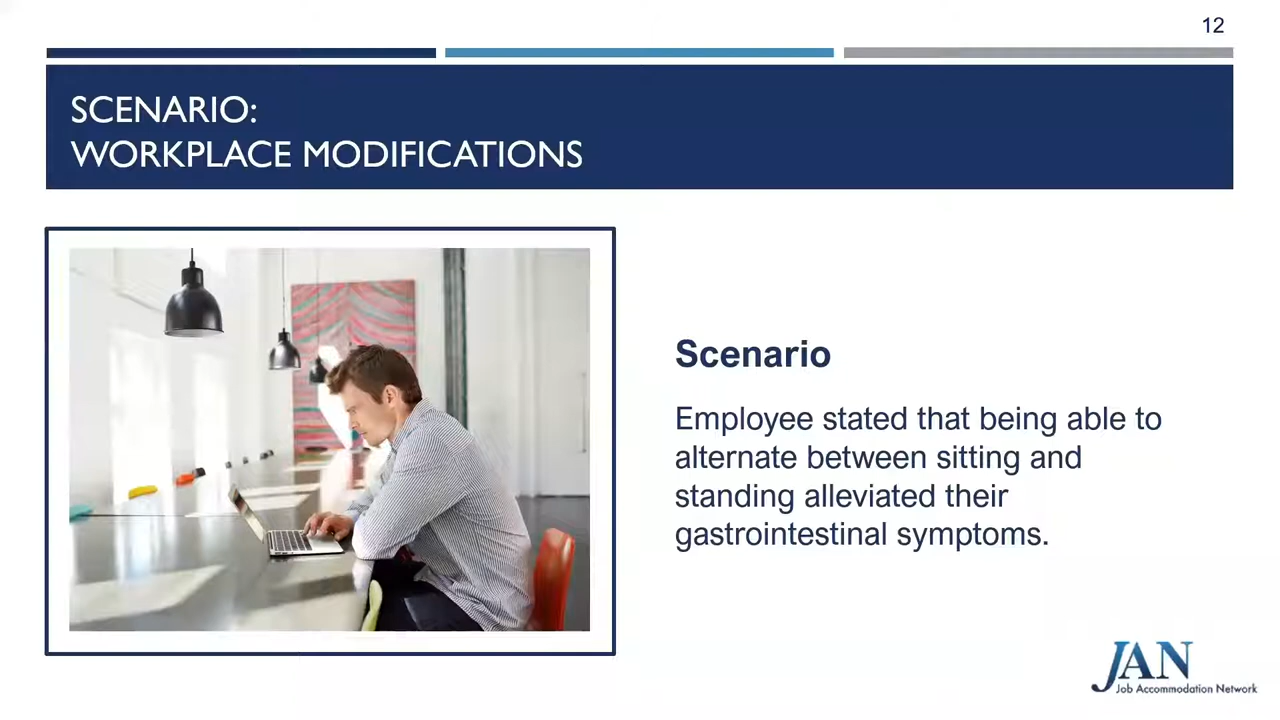 12
SCENARIO:
WORKPLACE MODIFICATIONS
Scenario
Employee stated that being able to
alternate between sitting and
standing alleviated their
gastrointestinal symptoms.
JAN
Job Accommodation Network